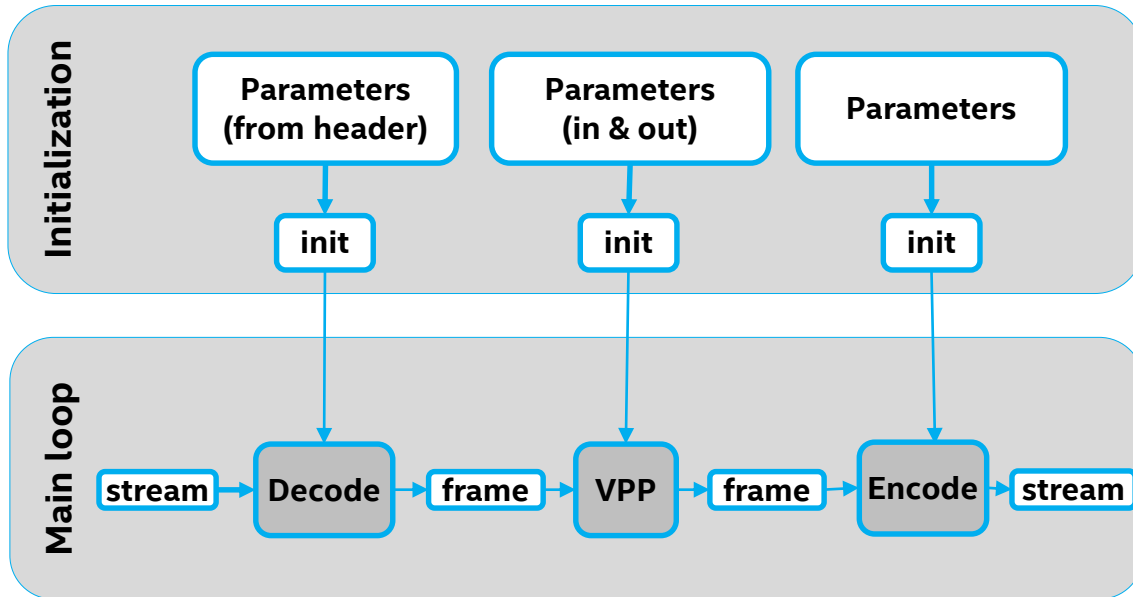 Initialization
Parameters
(from header)
Parameters
(in & out)
Parameters
init
init
init
Main loop
stream
Decode
frame
VPP
frame
Encode
stream